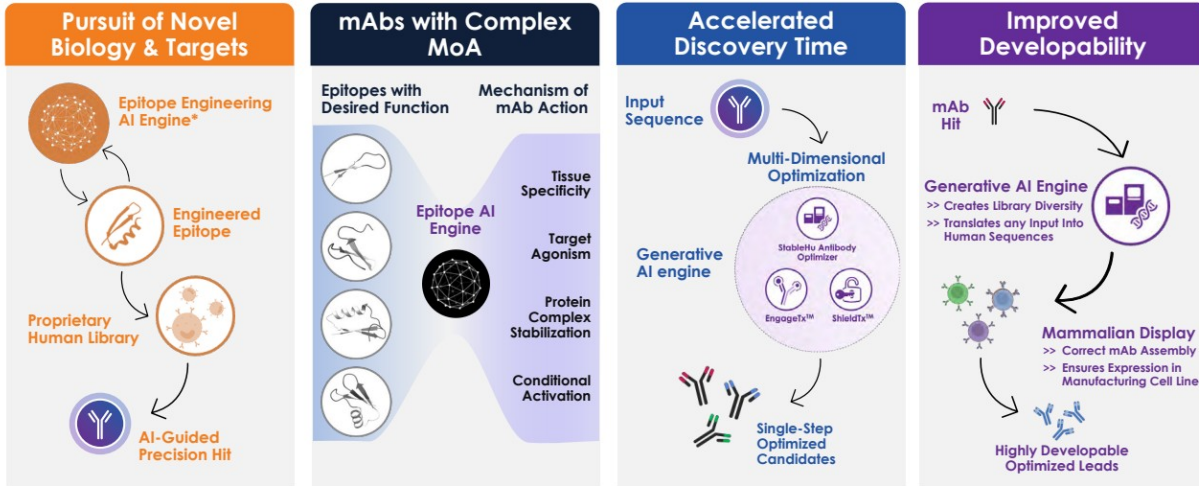 Pursuit of Novel
Biology & Targets
Epitope Engineering
AI Engine*
Engineered
Epitope
Proprietary
Human Library
AI-Guided
Precision Hit
mAbs with Complex
MoA
Epitopes with
Desired Function
Mechanism of
mAb Action
Tissue
Specificity
Epitope AI
Engine
Target
Agonism
Protein
Complex
Stabilization
Conditional
Activation
Accelerated
Discovery Time
Input
Sequence
Multi-Dimensional
Optimization
StableHu Antibody
Optimizer
Generative
AI engine
EngageTx™
ShieldTx™
Single-Step
Optimized
Candidates
Improved
Developability
mAb
Hit
Generative AI Engine
>> Creates Library Diversity
>> Translates any Input Into
Human Sequences
Mammalian Display
>> Correct mAb Assembly
>> Ensures Expression in
Manufacturing Cell Line
Highly Developable
Optimized Leads